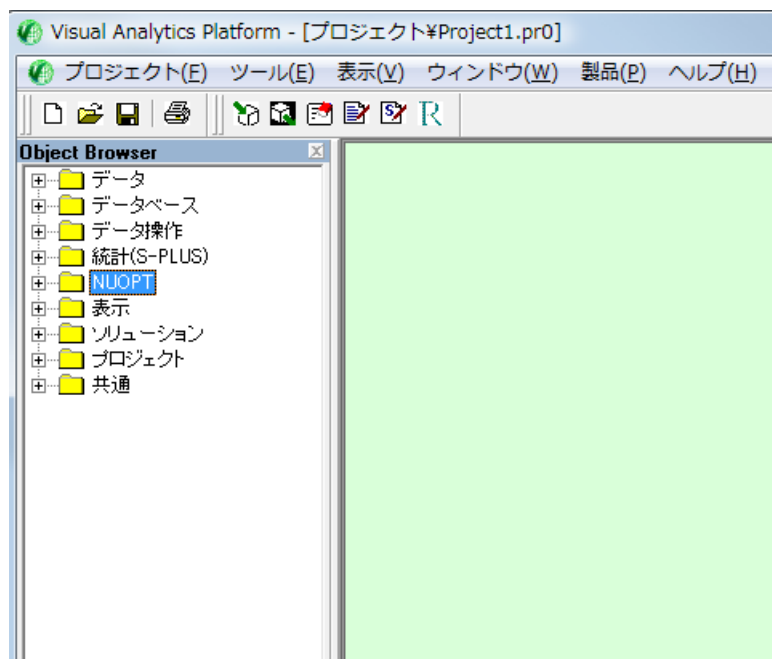 Visual Analytics Platform - [プロジェクト¥Project1.pr0]
プロジェクト(F) ツール(E) 表示(V) ウィンドウ(W) 製品(P) ヘルプ(H)
R
Object Browser
データ
データベース
データ操作
統計(S-PLUS)
NUOPT
表示
ソリューション
プロジェクト
共通